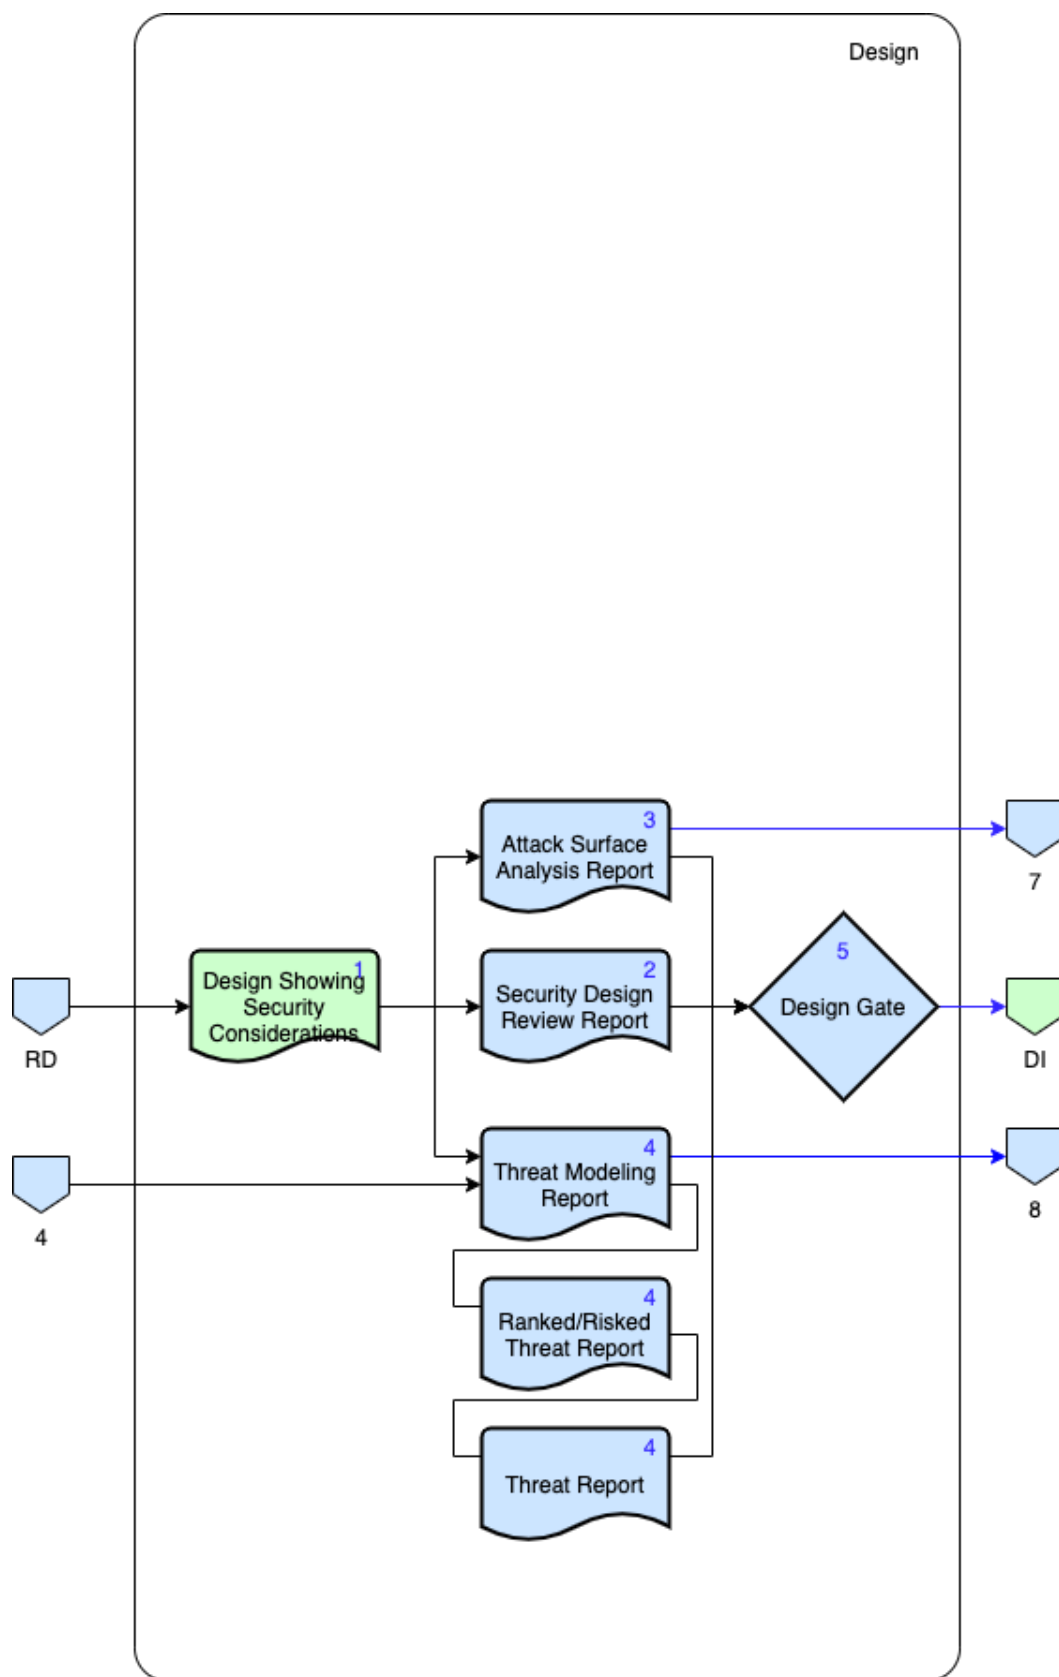 Design
3
Attack Surface
Analysis Report
7
1
Design Showing
Security
Considerations
2
Security Design
Review Report
5
Design Gate
RD
DI
4
Threat Modeling
Report
4
8
4
Ranked/Risked
Threat Report
4
Threat Report